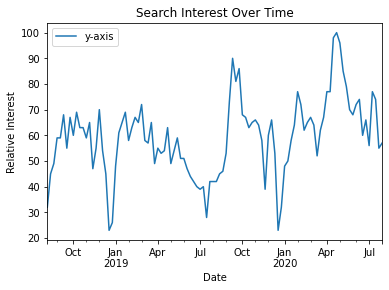 Search Interest Over Time
y-axis
Relative Interest
100
90
80
70
60
50
40
30
20
Oct
Jan
2019
Apr
Jul
Oct
Jan
2020
Apr
Jul
Date